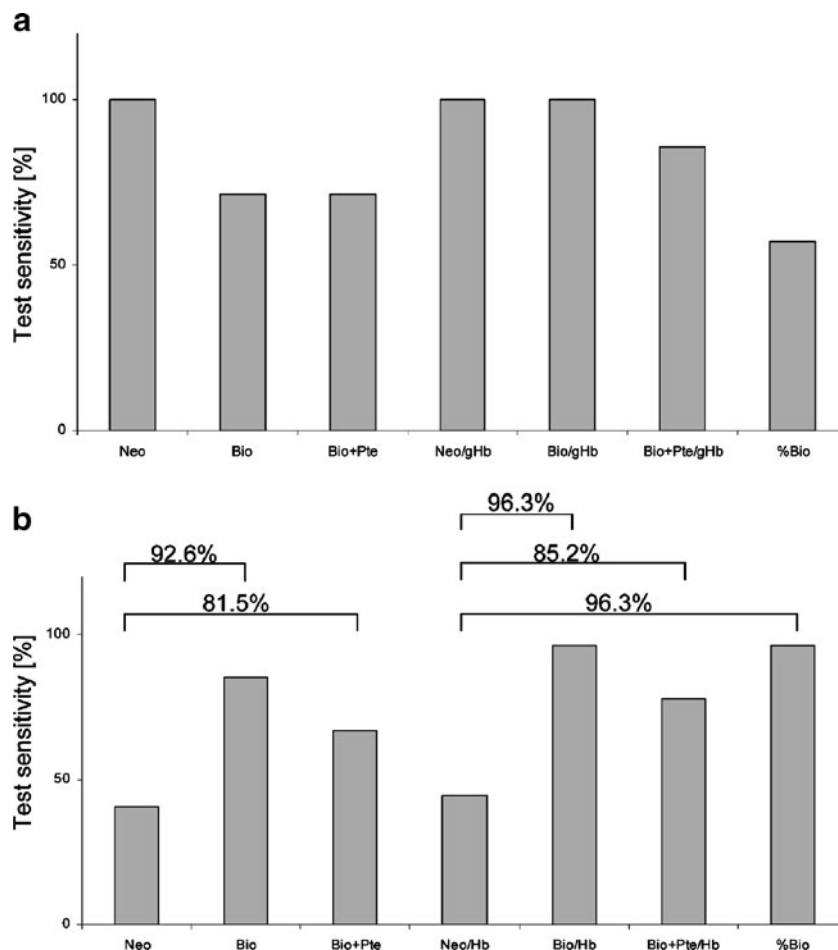 a
Test sensitivity [%]
100
50
0
Neo Bio Bio+Pte Neo/gHb Bio/gHb Bio+Pte/gHb %Bio
b
96.3%
92.6% 85.2%
81.5% 96.3%
Test sensitivity [%]
100
50
0
Neo Bio Bio+Pte Neo/Hb Bio/Hb Bio+Pte/Hb %Bio